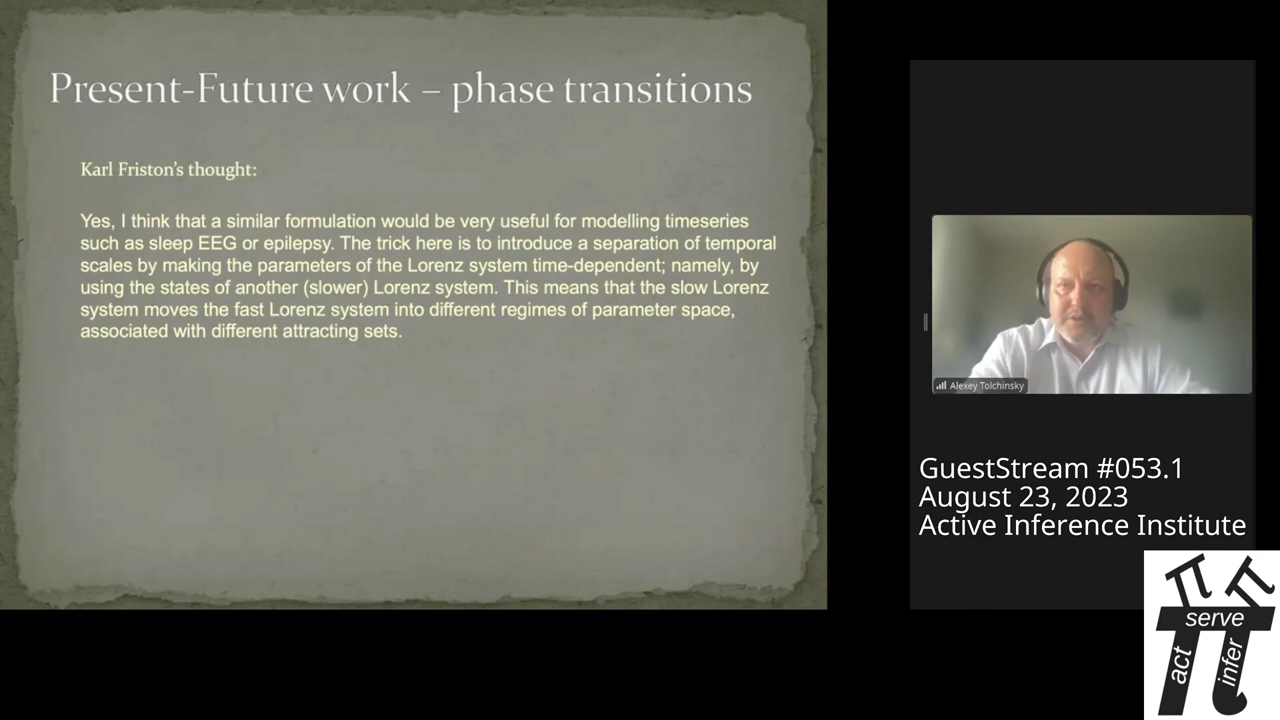 Present-Future work – phase transitions
Karl Friston's thought:
Yes, I think that a similar formulation would be very useful for modelling timeseries
such as sleep EEG or epilepsy. The trick here is to introduce a separation of temporal
scales by making the parameters of the Lorenz system time-dependent; namely, by
using the states of another (slower) Lorenz system. This means that the slow Lorenz
system moves the fast Lorenz system into different regimes of parameter space,
associated with different attracting sets.
Alexey Tolchinsky
GuestStream #053.1
August 23, 2023
Active Inference Institute
π π
serve
π
act
infer